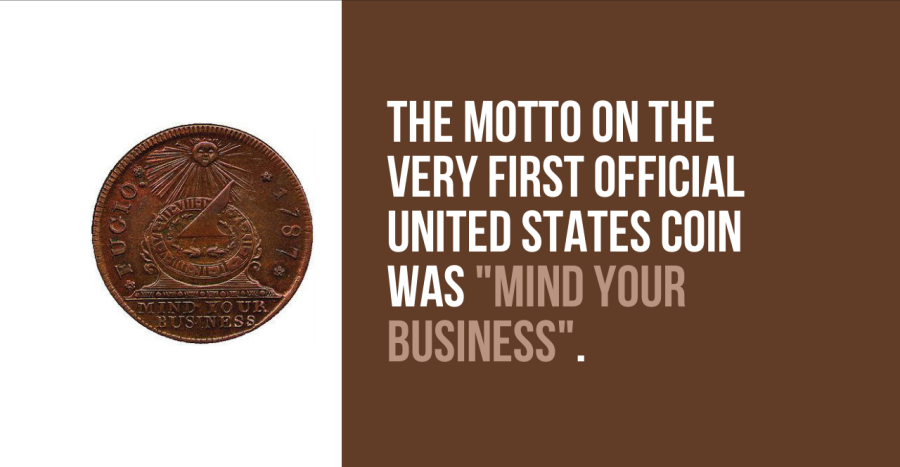 FUGIO
1787
MIND YOUR
BUSINESS
THE MOTTO ON THE
VERY FIRST OFFICIAL
UNITED STATES COIN
WAS "MIND YOUR
BUSINESS".